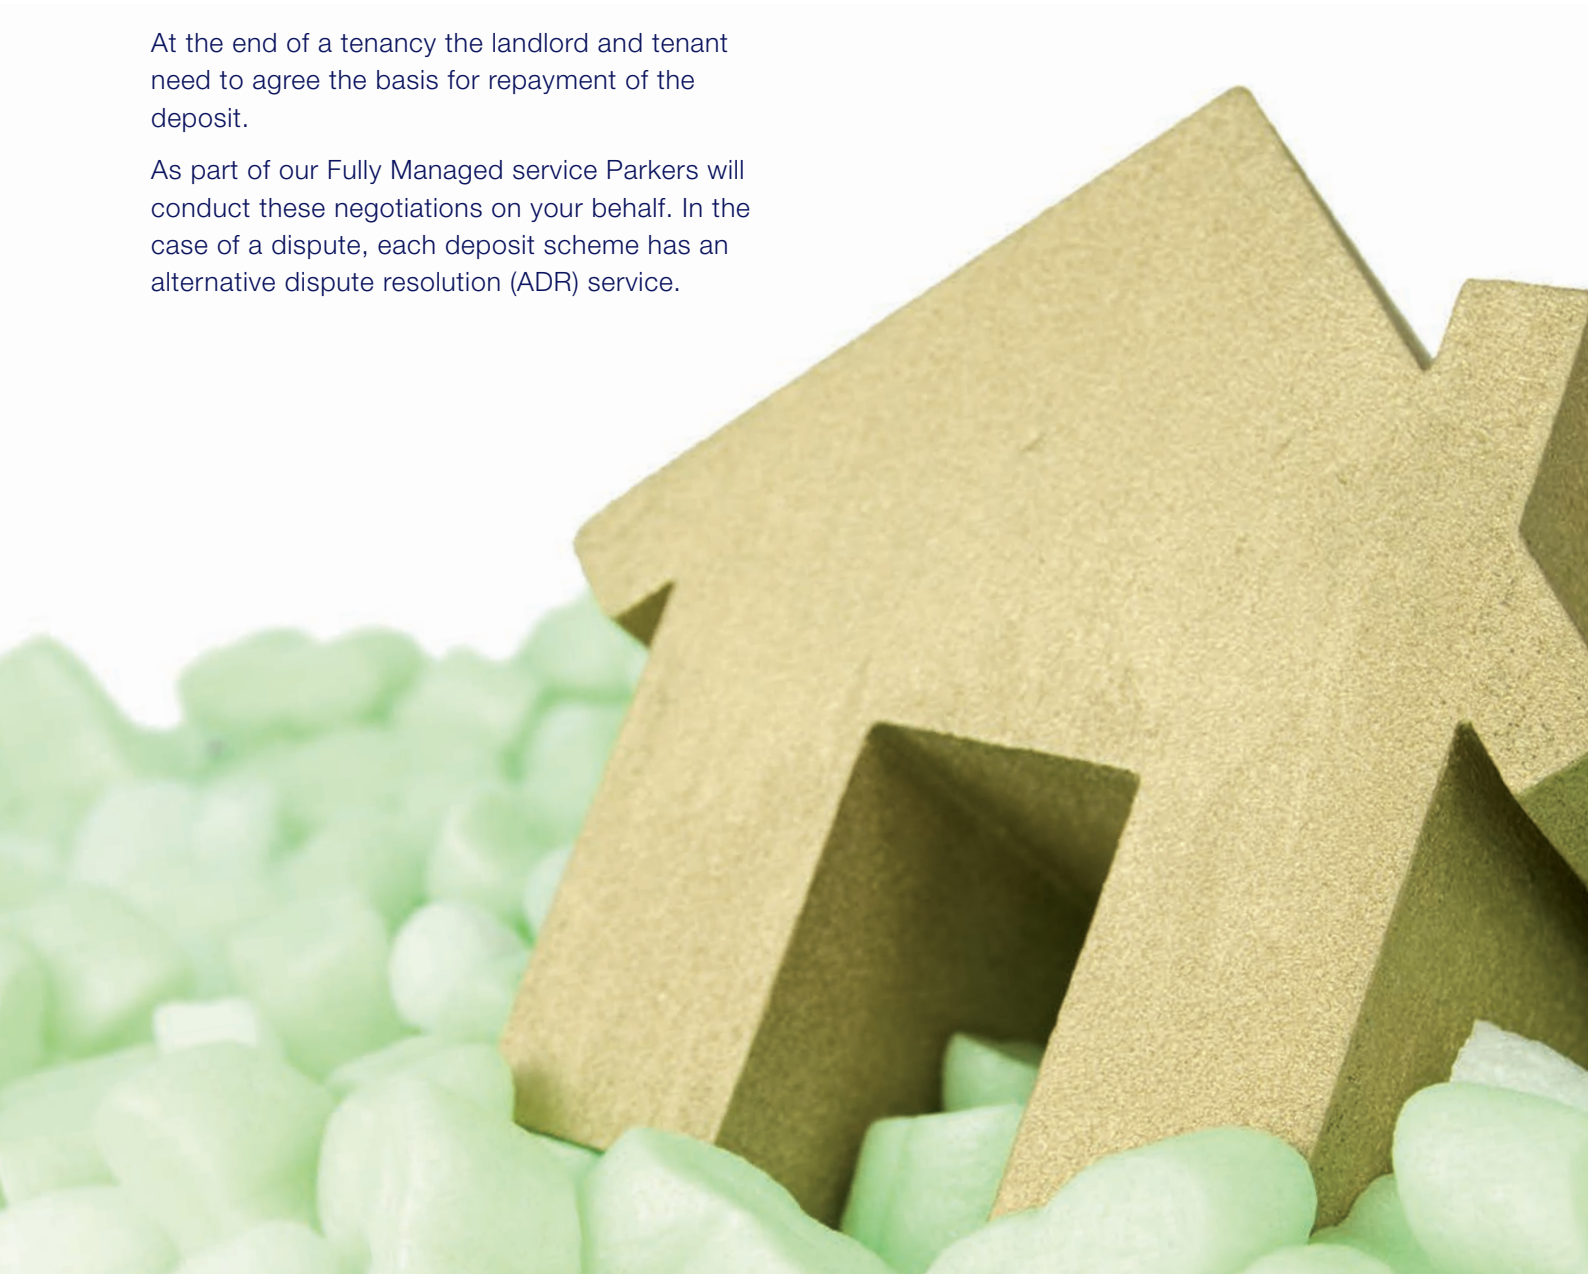 At the end of a tenancy the landlord and tenant
need to agree the basis for repayment of the
deposit.
As part of our Fully Managed service Parkers will
conduct these negotiations on your behalf. In the
case of a dispute, each deposit scheme has an
alternative dispute resolution (ADR) service.